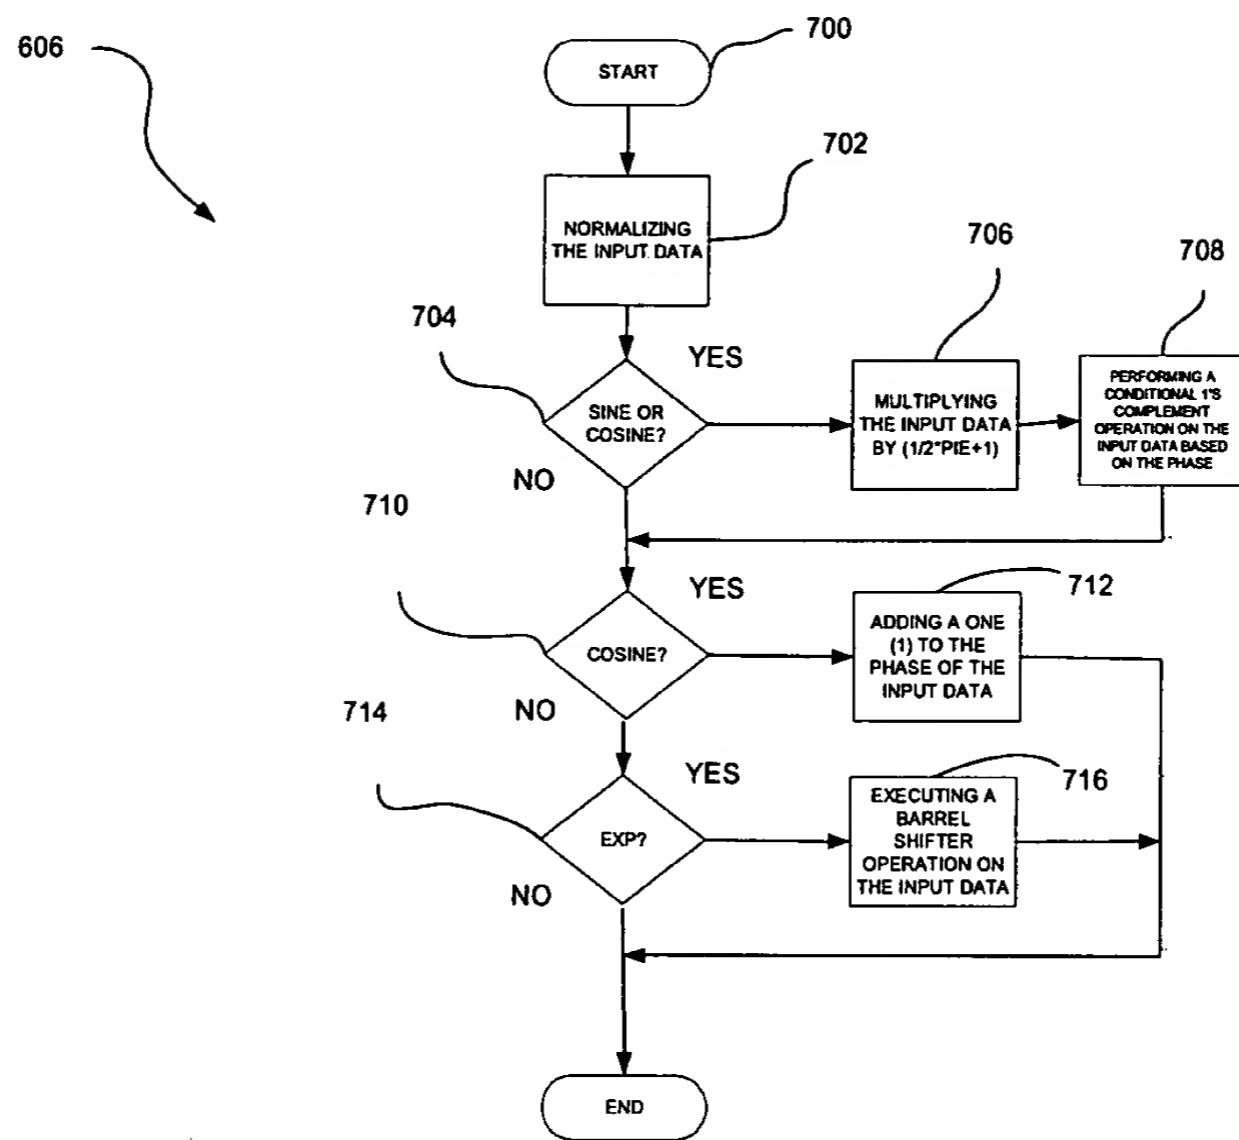 606
700
START
702
NORMALIZING
THE INPUT DATA
704
YES
706
708
SINE OR
COSINE?
MULTIPLYING
THE INPUT DATA
BY (1/2*PIE+1)
PERFORMING A
CONDITIONAL 1'S
COMPLEMENT
OPERATION ON THE
INPUT DATA BASED
ON THE PHASE
NO
710
YES
712
COSINE?
ADDING A ONE
(1) TO THE
PHASE OF THE
INPUT DATA
NO
714
YES
716
EXP?
EXECUTING A
BARREL
SHIFTER
OPERATION ON
THE INPUT DATA
NO
END